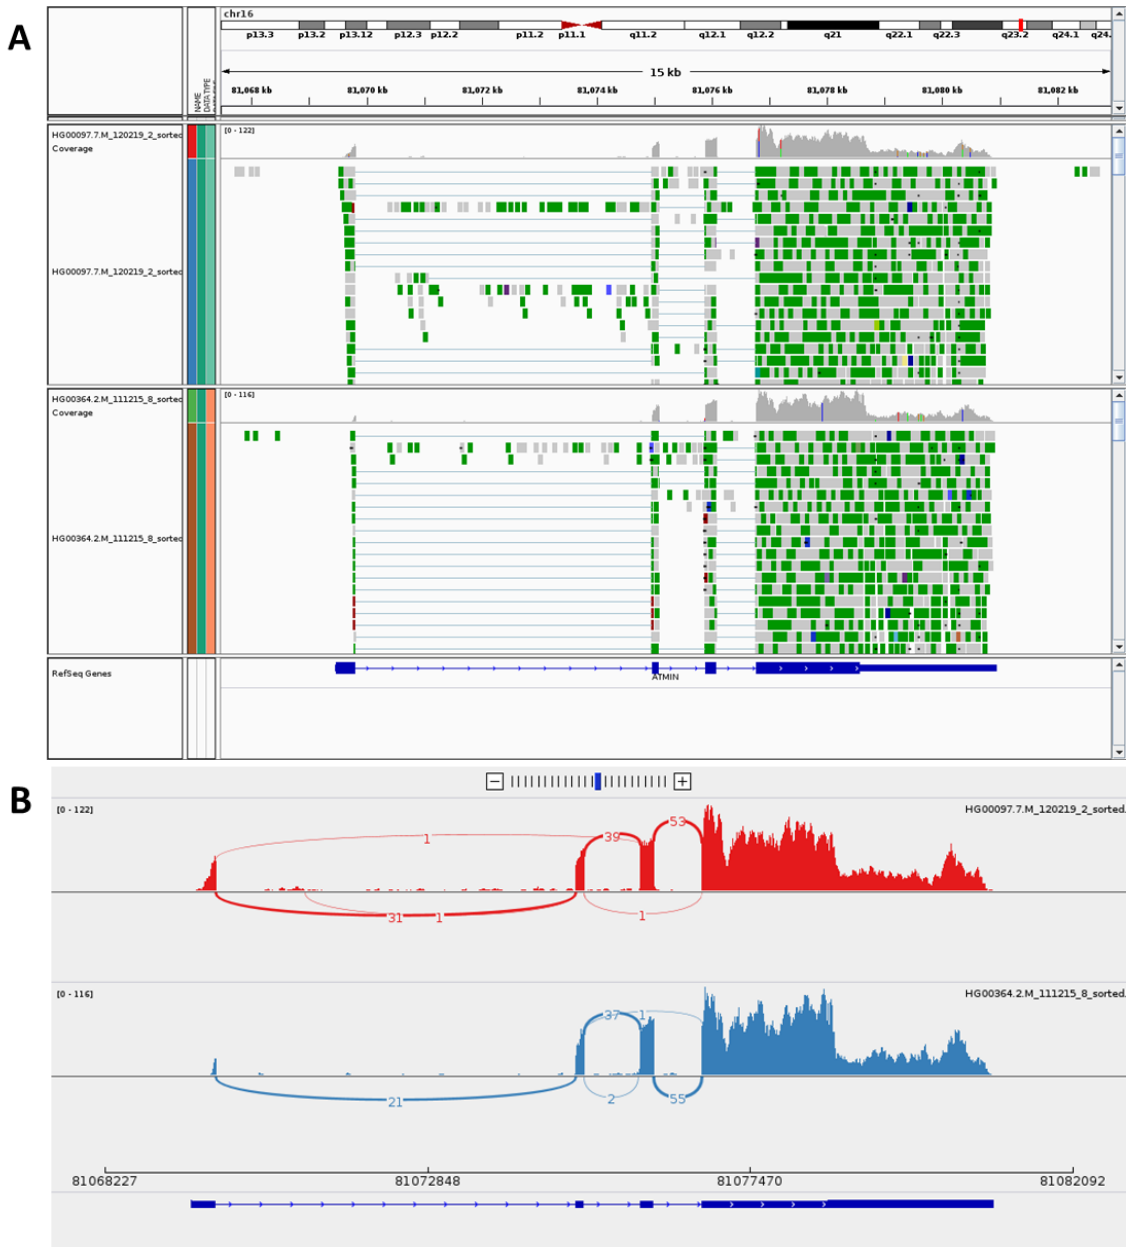 A
chr16
p13.3 p13.2 p13.12 p12.3 p12.2 p11.2 p11.1 q11.2 q12.1 q12.2 q21 q22.1 q22.3 q23.2 q24.1 q24.
15 kb
81,068 kb 81,070 kb 81,072 kb 81,074 kb 81,076 kb 81,078 kb 81,080 kb 81,082 kb
NAME
DATA TYPE
HG00097.7.M_120219_2_sorted
Coverage
[0 - 122]
HG00097.7.M_120219_2_sorted
HG00364.2.M_111215_8_sorted
Coverage
[0 - 116]
HG00364.2.M_111215_8_sorted
RefSeq Genes
ATMIN
B
[0 - 122]
HG00097.7.M_120219_2_sorted.
1 39 53
31 1 1
[0 - 116]
HG00364.2.M_111215_8_sorted.
37 1
21 2 55
81068227 81072848 81077470 81082092